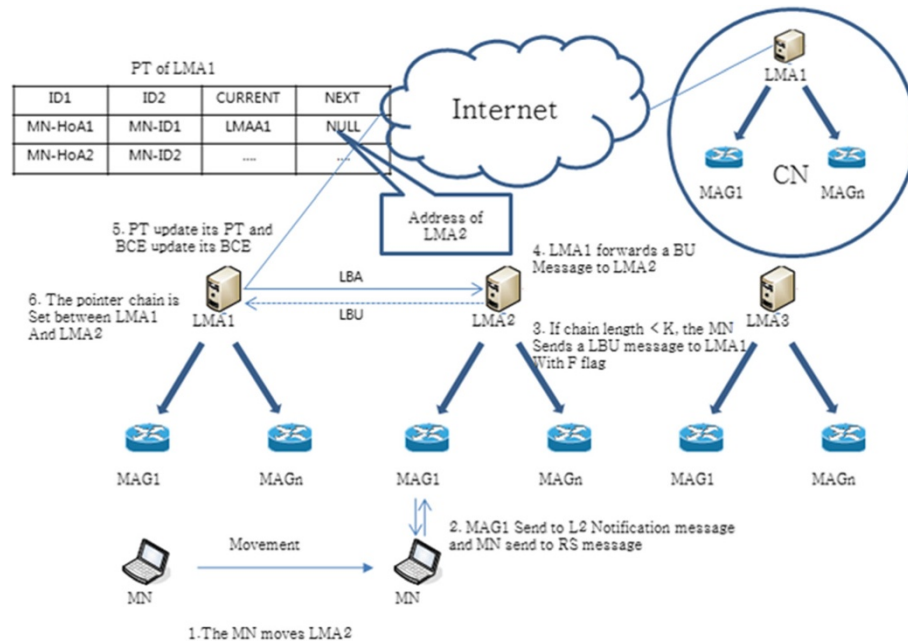 PT of LMA1
ID1 ID2 CURRENT NEXT
MN-HoA1 MN-ID1 LMAA1 NULL
MN-HoA2 MN-ID2 .... ....
Internet
LMA1
MAG1
MAGn
CN
Address of
LMA2
5. PT update its PT and
BCE update its BCE
4. LMA1 forwards a BU
Message to LMA2
6. The pointer chain is
Set between LMA1
And LMA2
LMA1
LBA
LBU
LMA2
LMA3
3. If chain length < K, the MN
Sends a LBU message to LMA1
With F flag
MAG1
MAGn
MAG1
MAGn
MAG1
MAGn
2. MAG1 Send to L2 Notification message
and MN send to RS message
Movement
MN
MN
1.The MN moves LMA2